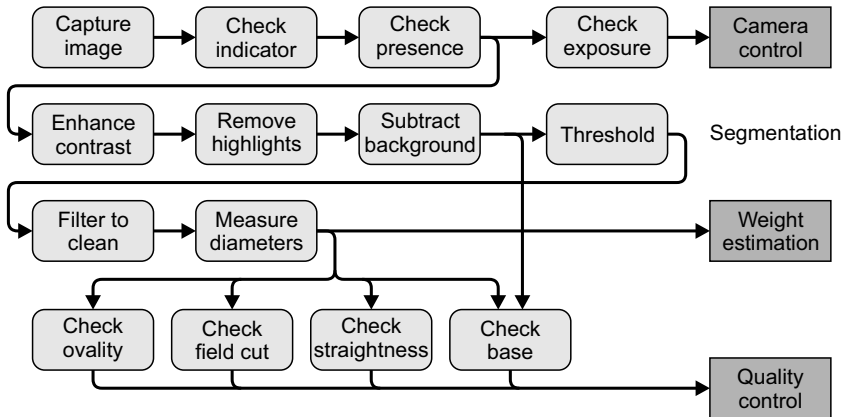 Capture
image
Check
indicator
Check
presence
Check
exposure
Camera
control
Enhance
contrast
Remove
highlights
Subtract
background
Threshold
Segmentation
Filter to
clean
Measure
diameters
Weight
estimation
Check
ovality
Check
field cut
Check
straightness
Check
base
Quality
control